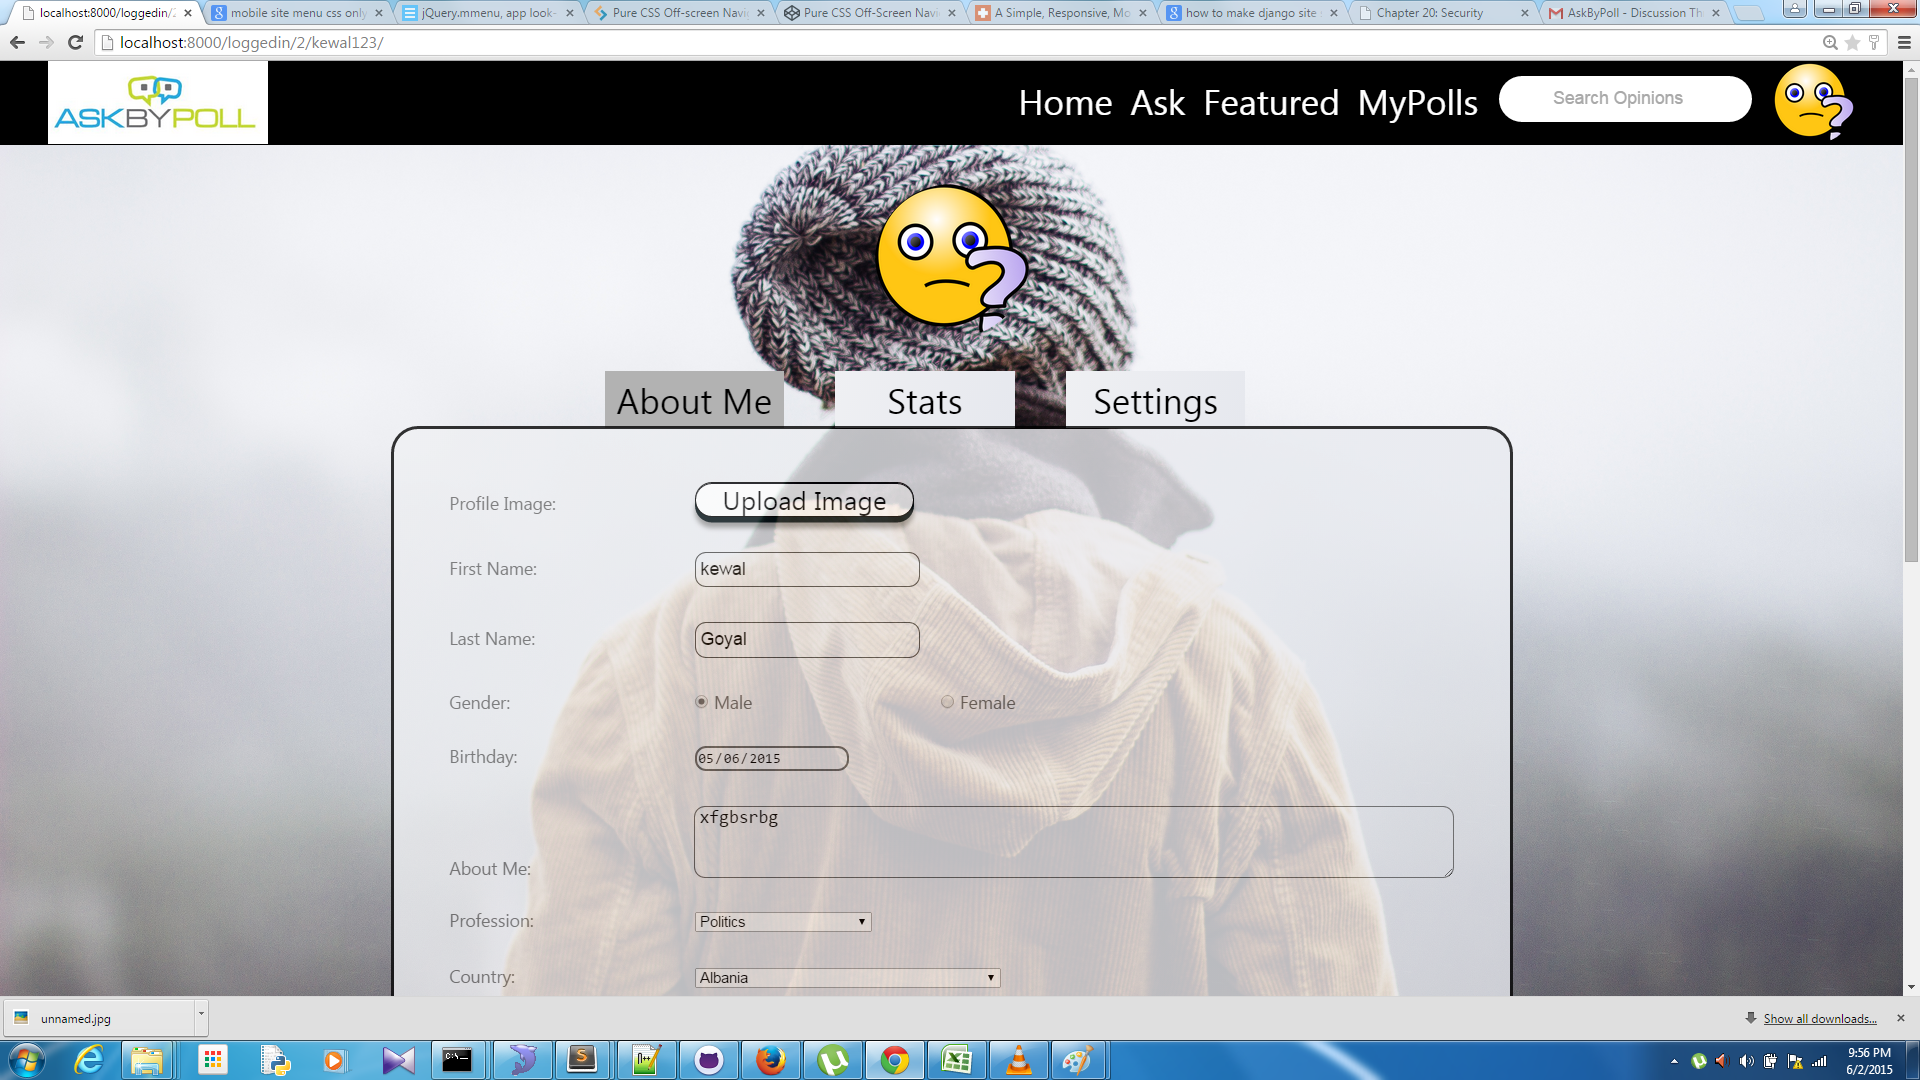 localhost:8000/loggedin/2
mobile site menu css only
jQuery.mmenu, app look-
Pure CSS Off-screen Navi
Pure CSS Off-Screen Navi
A Simple, Responsive, Mo
how to make django site
Chapter 20: Security
AskByPoll - Discussion Th
localhost:8000/loggedin/2/kewal123/
ASKBYPOLL
Home Ask Featured MyPolls
Search Opinions
About Me
Stats
Settings
Profile Image:
Upload Image
First Name:
kewal
Last Name:
Goyal
Gender:
Male
Female
Birthday:
05/06/2015
About Me:
xfgbsrbg
Profession:
Politics
Country:
Albania
unnamed.jpg
Show all downloads...
9:56 PM
6/2/2015